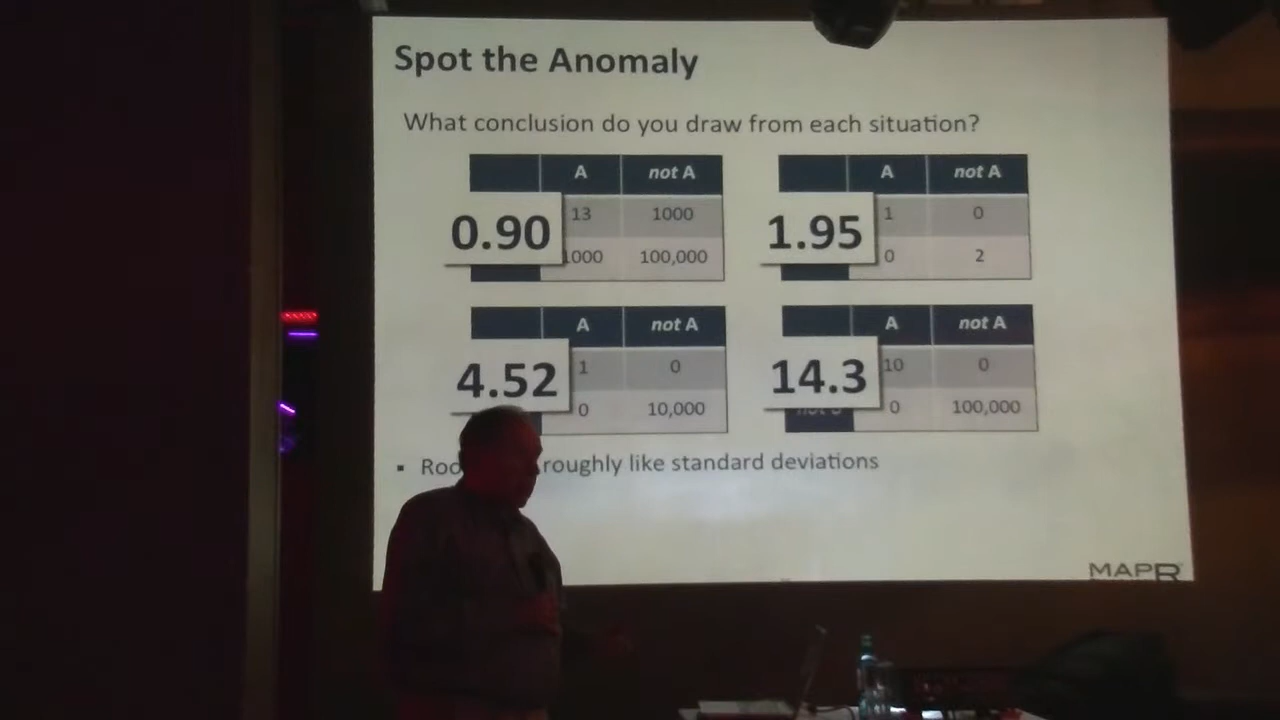 Spot the Anomaly
What conclusion do you draw from each situation?
A not A
13 1000
0.90
1000 100,000
A not A
1 0
1.95
0 2
A not A
1 0
4.52
0 10,000
A not A
10 0
14.3
0 100,000
roughly like standard deviations
MAPR